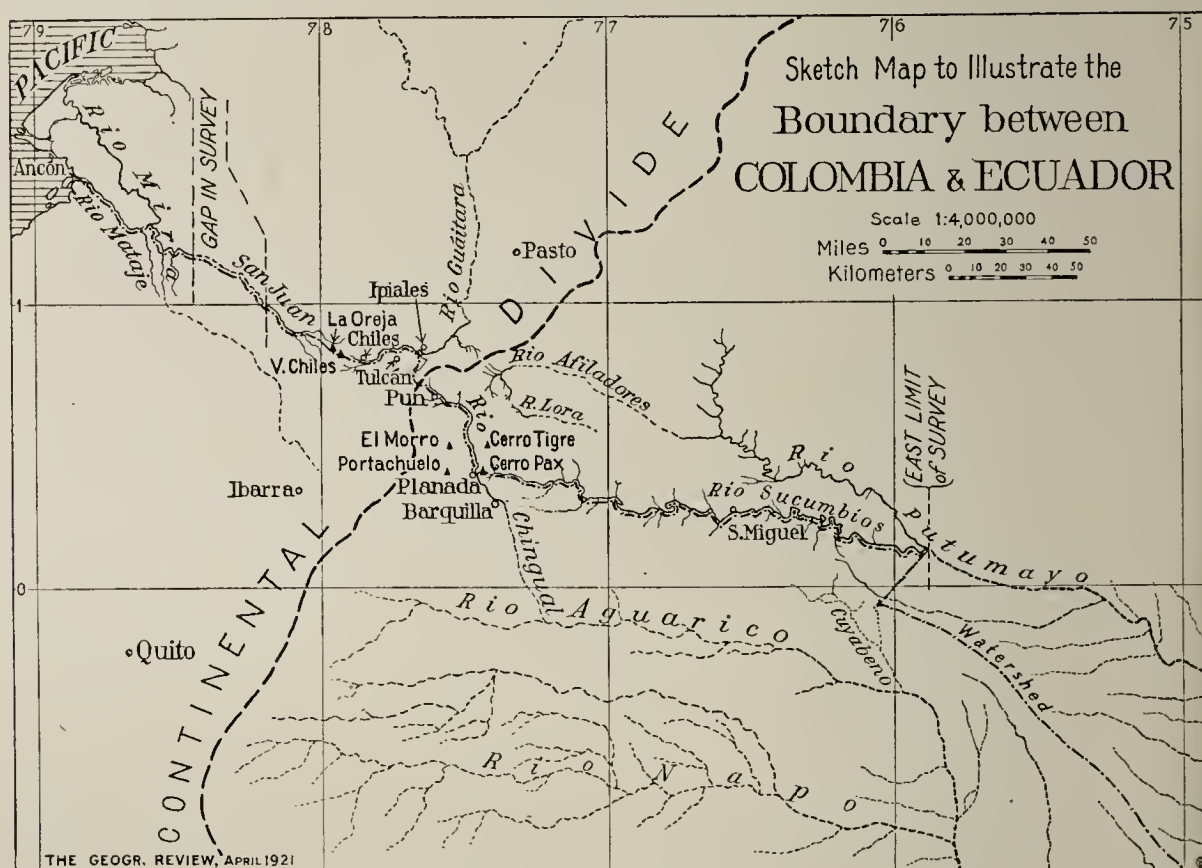 79
78
77
76
75
Sketch Map to Illustrate the
Boundary between
COLOMBIA & ECUADOR
Scale 1:4,000,000
Miles 0 10 20 30 40 50
Kilometers 0 10 20 30 40 50
PACIFIC
Rio Mira
GAP IN SURVEY
Ancón
Rio Mataje
San Juan
Rio Guáitara
Pasto
CONTINENTAL DIVIDE
1
Ipiales
La Oreja
Chiles
V. Chiles
Tulcán
Pun
Rio
Rio Afiladores
R. Lora
El Morro
Cerro Tigre
Portachuelo
Cerro Pax
Planada
Ibarra
Barquilla
Chingual
Rio Sucumbios
S. Miguel
Rio Putumayo
EAST LIMIT
of SURVEY
0
Rio Aguarico
Cuyabeno
Watershed
Quito
Rio Napo
THE GEOGR. REVIEW, APRIL 1921